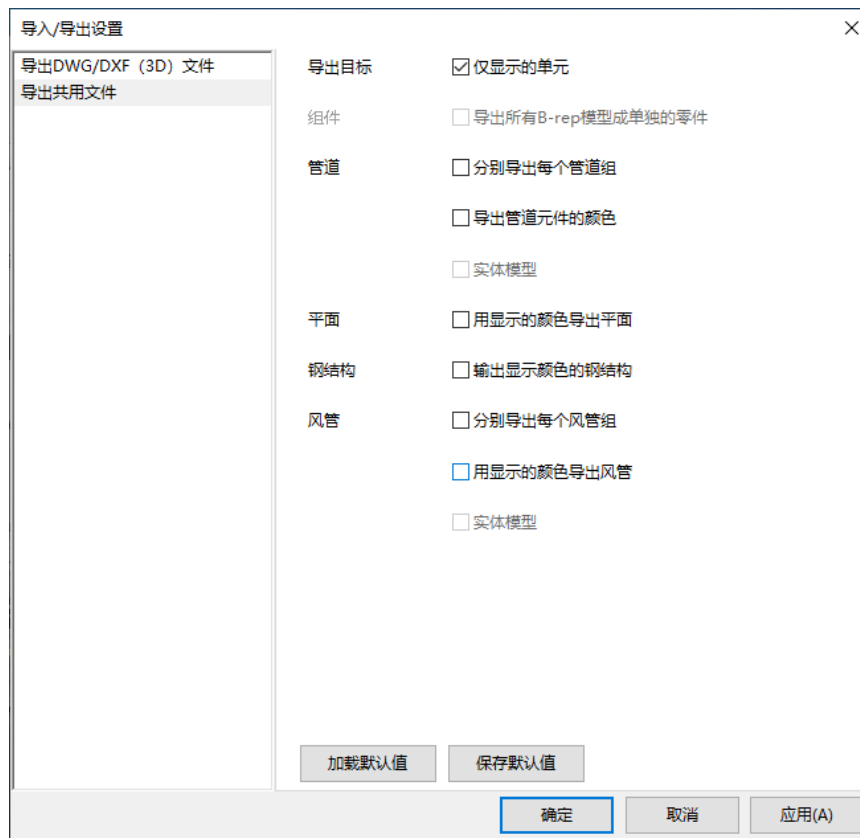 导入/导出设置
导出DWG/DXF（3D）文件
导出共用文件
导出目标 仅显示的单元
组件 导出所有B-rep模型成单独的零件
管道 分别导出每个管道组
导出管道元件的颜色
实体模型
平面 用显示的颜色导出平面
钢结构 输出显示颜色的钢结构
风管 分别导出每个风管组
用显示的颜色导出风管
实体模型
加载默认值 保存默认值
确定 取消 应用(A)